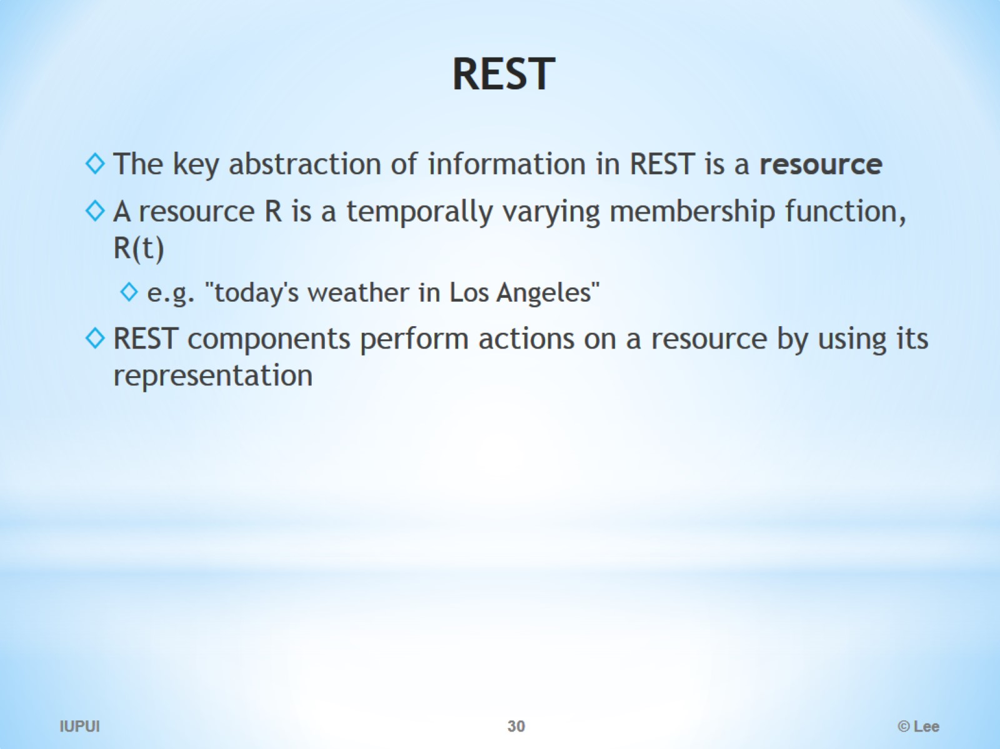 REST
The key abstraction of information in REST is a resource
A resource R is a temporally varying membership function,
R(t)
e.g. "today's weather in Los Angeles"
REST components perform actions on a resource by using its
representation
IUPUI
30
© Lee